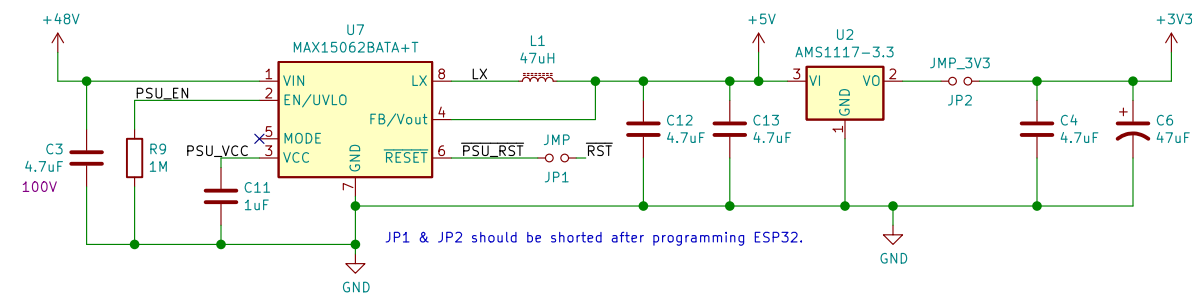 +48V
U7
MAX15062BATA+T
L1
47uH
+5V
U2
AMS1117-3.3
+3V3
1
VIN
LX
8
LX
3
VI
VO
2
JMP_3V3
JP2
PSU_EN
2
EN/UVLO
FB/Vout
4
GND
1
C12
4.7uF
C13
4.7uF
C4
4.7uF
+
C6
47uF
5
MODE
C3
4.7uF
100V
R9
1M
PSU_VCC
3
VCC
GND
7
RESET
6
PSU_RST
JMP
JP1
RST
C11
1uF
JP1 & JP2 should be shorted after programming ESP32.
GND
GND